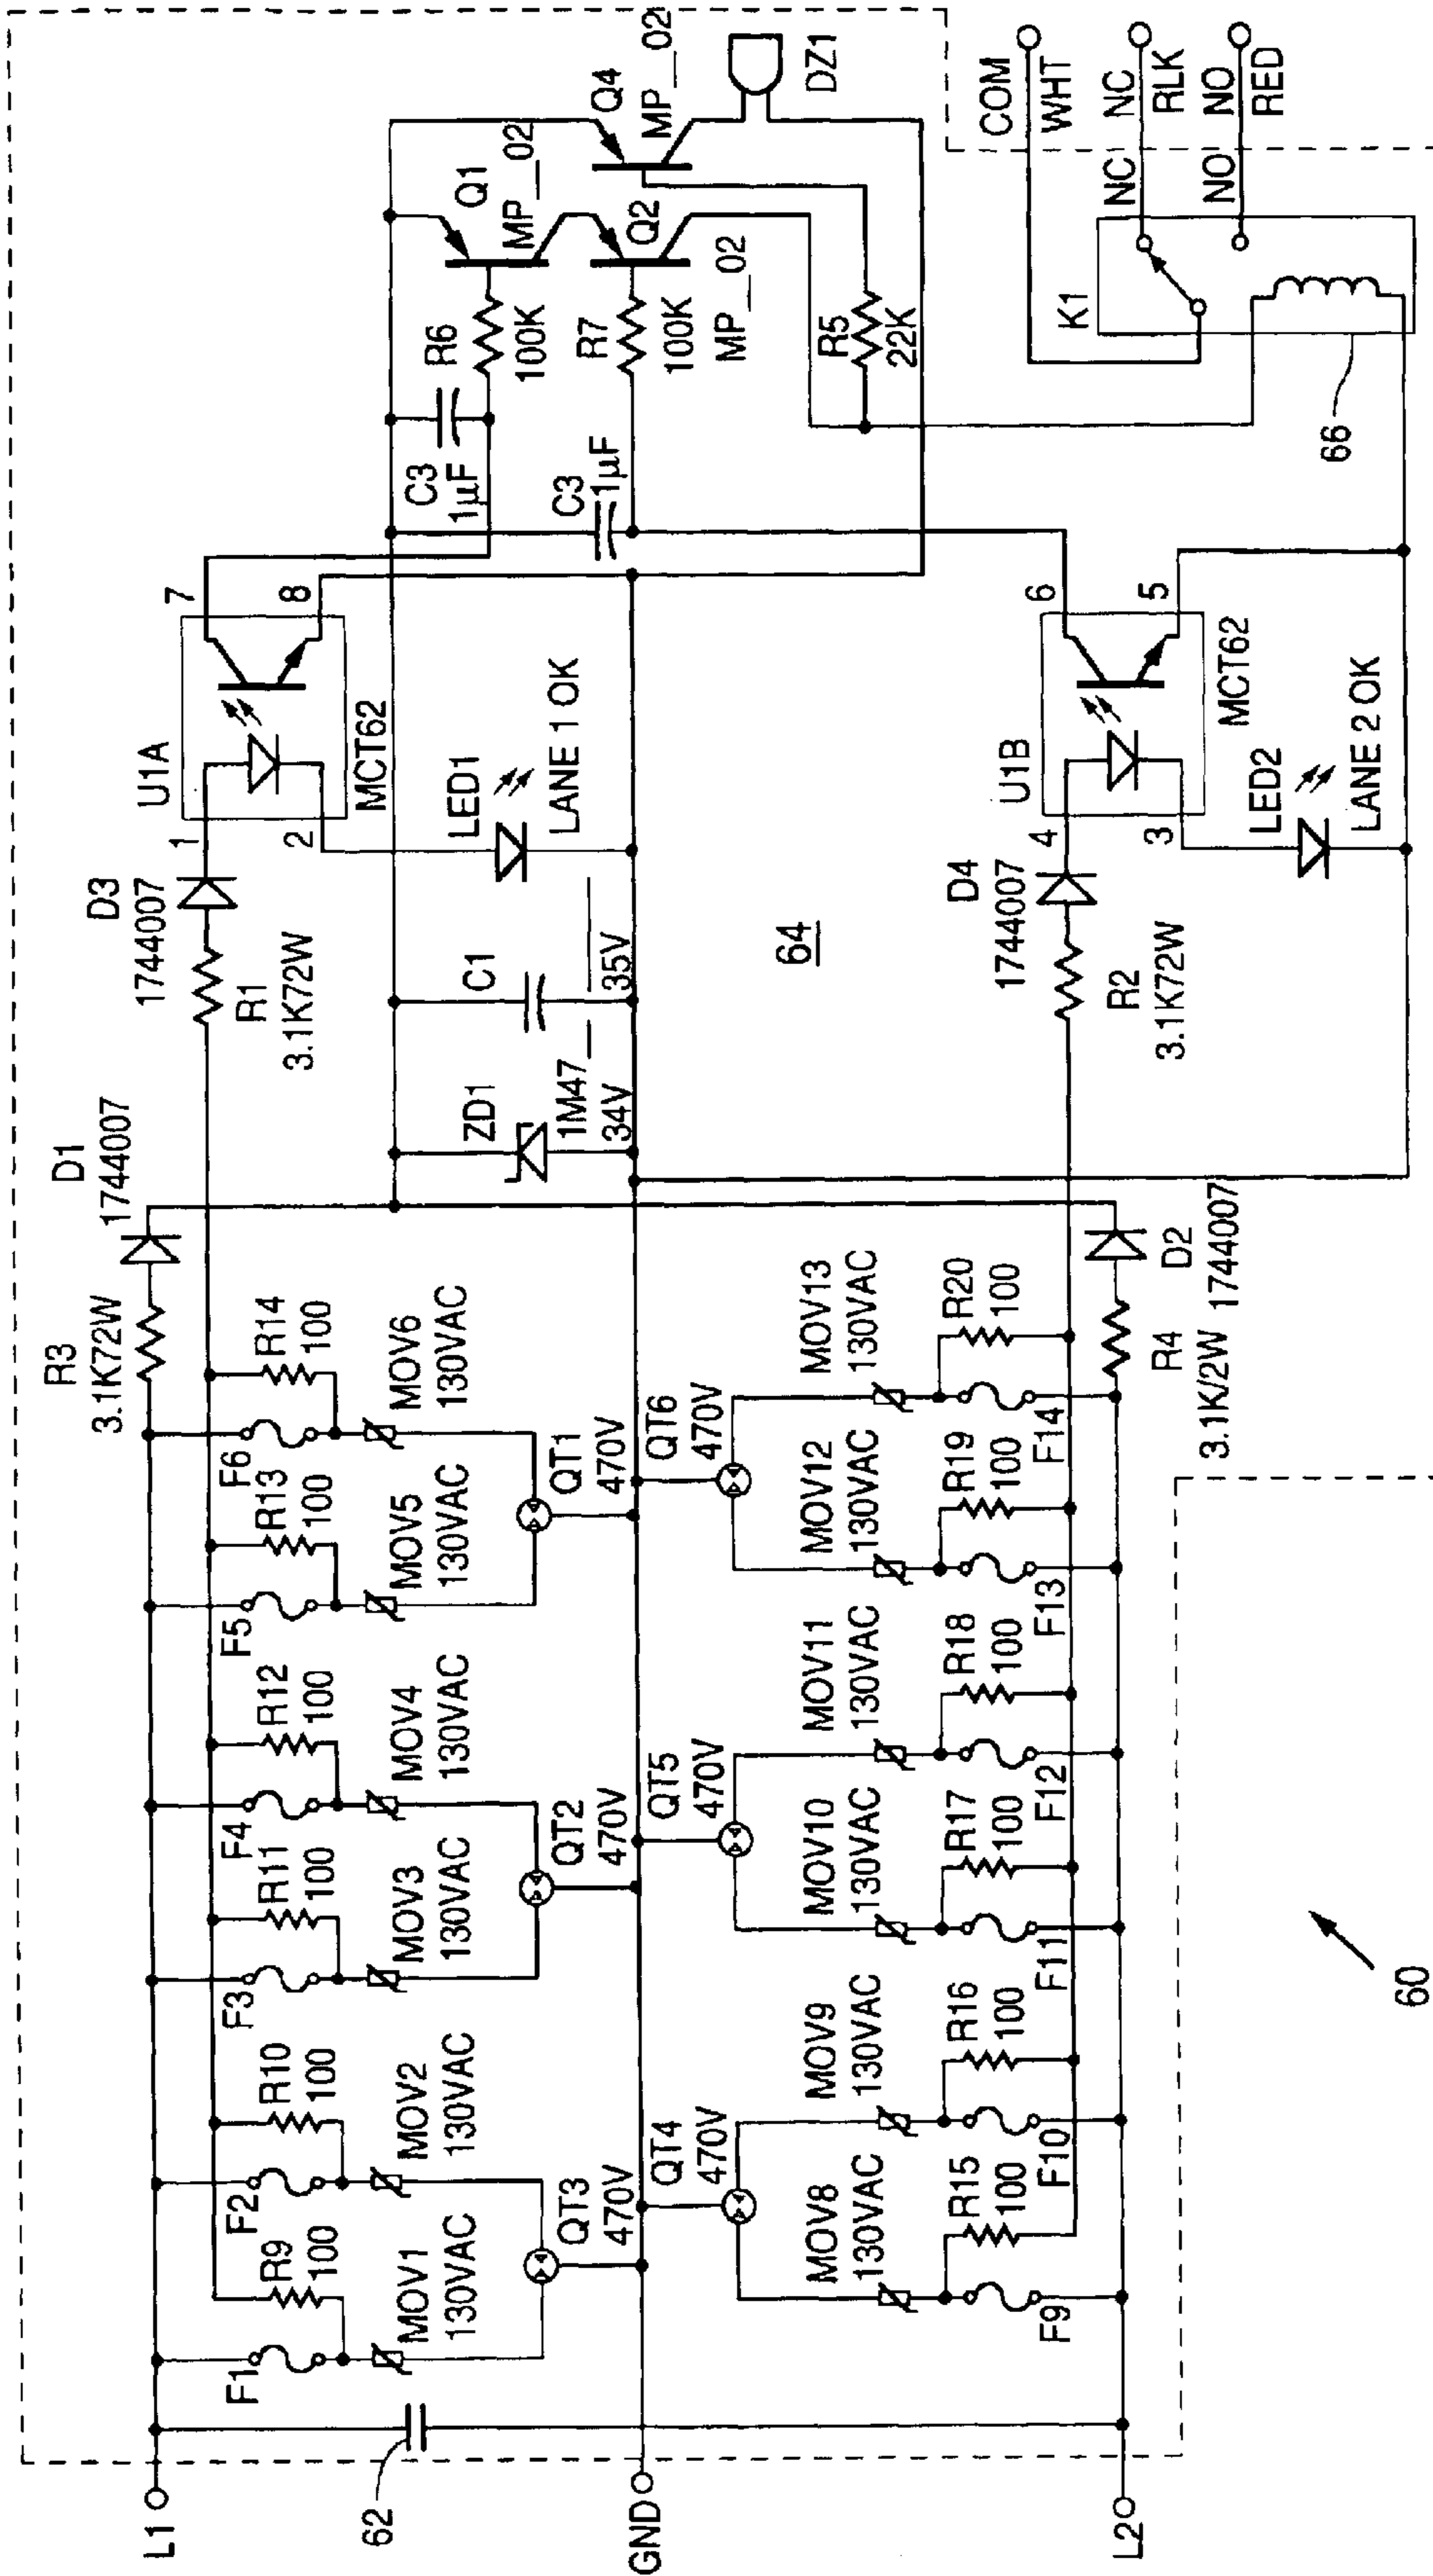 L1
62
GND
L2
F1
R9
100
MOV1
130VAC
F2
R10
100
MOV2
130VAC
QT3
470V
F3
R11
100
MOV3
130VAC
F4
R12
100
MOV4
130VAC
QT2
470V
F5
R13
100
MOV5
130VAC
F6
R14
100
MOV6
130VAC
QT1
470V
QT4
470V
MOV8
130VAC
R15
100
F9
MOV9
130VAC
R16
100
F10
QT5
470V
MOV10
130VAC
R17
100
F11
MOV11
130VAC
R18
100
F12
QT6
470V
MOV12
130VAC
R19
100
F13
MOV13
130VAC
R20
100
F14
R3
3.1K72W
D1
1744007
R4
3.1K/2W
D2
1744007
ZD1
1M47__
34V
C1
35V
64
R1
3.1K72W
D3
1744007
U1A
1
2
7
8
MCT62
LED1
LANE 1 OK
R2
3.1K72W
D4
1744007
U1B
4
3
6
5
MCT62
LED2
LANE 2 OK
C3
1µF
R6
100K
C3
1µF
R7
100K
Q1
MP__02
Q2
MP__02
Q4
MP__02
DZ1
R5
22K
K1
66
COM
WHT
NC
NC
RLK
NO
NO
RED
60